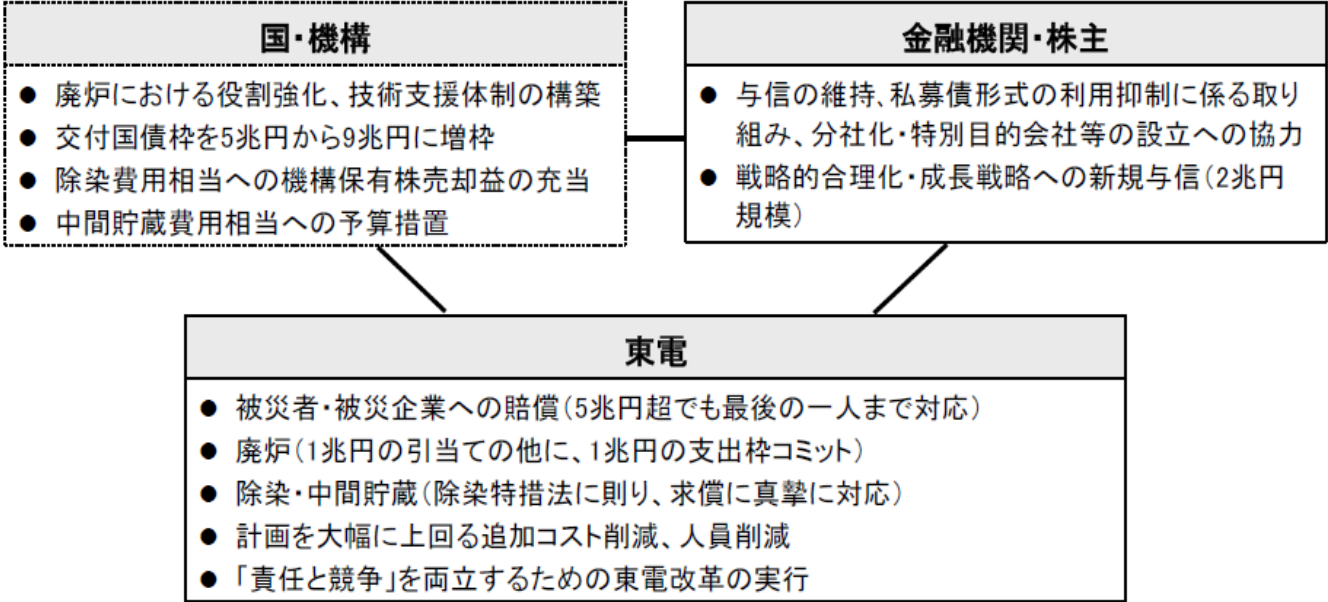 国・機構
● 廃炉における役割強化、技術支援体制の構築
● 交付国債枠を5兆円から9兆円に増枠
● 除染費用相当への機構保有株売却益の充当
● 中間貯蔵費用相当への予算措置
金融機関・株主
● 与信の維持、私募債形式の利用抑制に係る取り
組み、分社化・特別目的会社等の設立への協力
● 戦略的合理化・成長戦略への新規与信(2兆円
規模)
東電
● 被災者・被災企業への賠償(5兆円超でも最後の一人まで対応)
● 廃炉(1兆円の引当ての他に、1兆円の支出枠コミット)
● 除染・中間貯蔵(除染特措法に則り、求償に真摯に対応)
● 計画を大幅に上回る追加コスト削減、人員削減
● 「責任と競争」を両立するための東電改革の実行